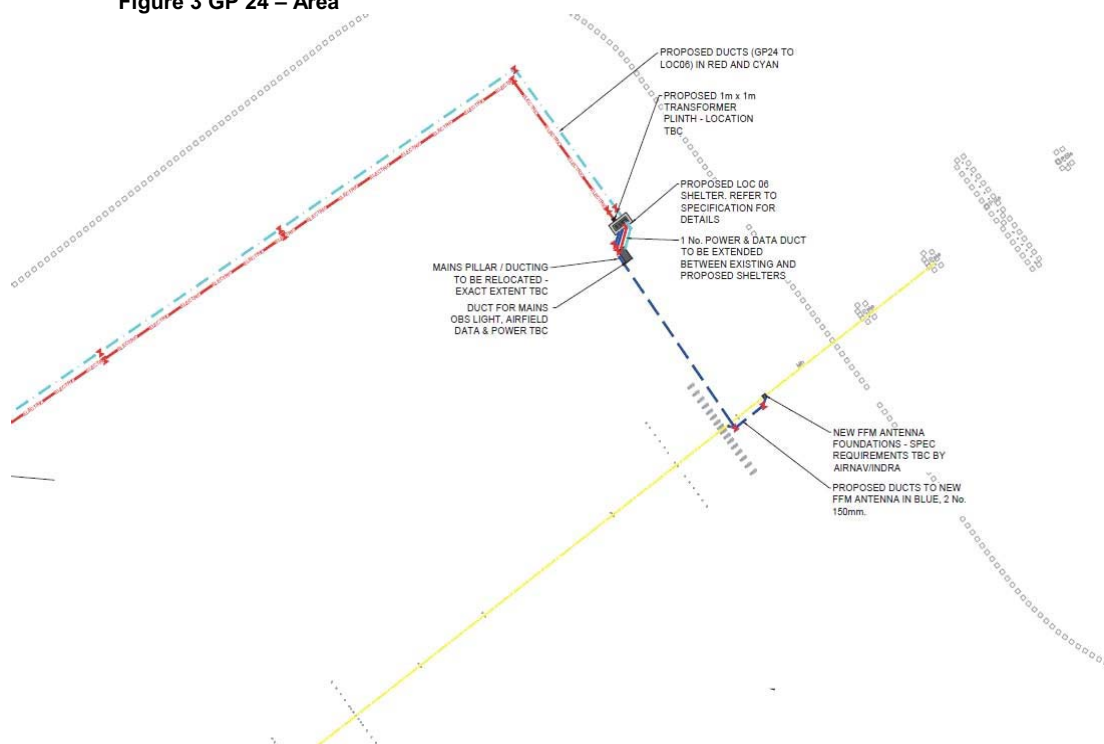 Figure 3 GP 24 – Area
PROPOSED DUCTS (GP24 TO
LOC06) IN RED AND CYAN
PROPOSED 1m x 1m
TRANSFORMER
PLINTH - LOCATION
TBC
PROPOSED LOC 06
SHELTER. REFER TO
SPECIFICATION FOR
DETAILS
1 No. POWER & DATA DUCT
TO BE EXTENDED
BETWEEN EXISTING AND
PROPOSED SHELTERS
MAINS PILLAR / DUCTING
TO BE RELOCATED -
EXACT EXTENT TBC
DUCT FOR MAINS
OBS LIGHT, AIRFIELD
DATA & POWER TBC
NEW FFM ANTENNA
FOUNDATIONS - SPEC
REQUIREMENTS TBC BY
AIRNAV/INDRA
PROPOSED DUCTS TO NEW
FFM ANTENNA IN BLUE, 2 No.
150mm.